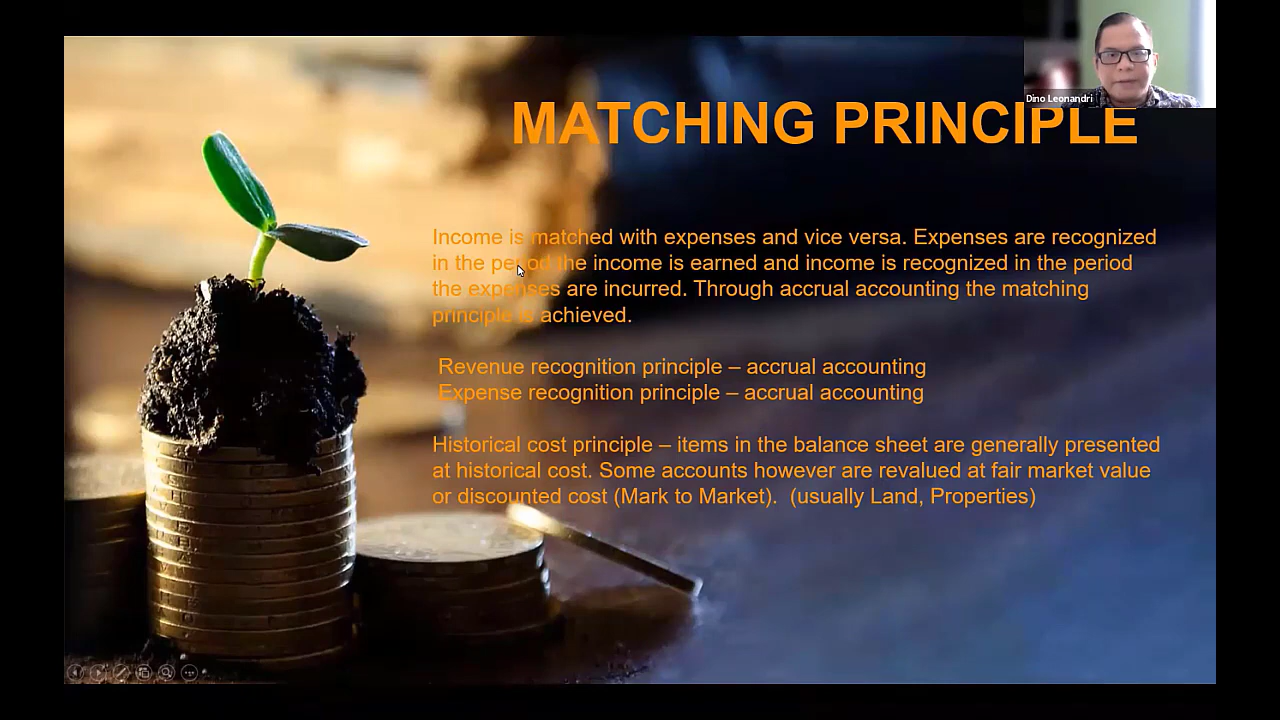 Dino Leonandri
MATCHING PRINCIPLE
Income is matched with expenses and vice versa. Expenses are recognized
in the period the income is earned and income is recognized in the period
the expenses are incurred. Through accrual accounting the matching
principle is achieved.
Revenue recognition principle – accrual accounting
Expense recognition principle – accrual accounting
Historical cost principle – items in the balance sheet are generally presented
at historical cost. Some accounts however are revalued at fair market value
or discounted cost (Mark to Market). (usually Land, Properties)